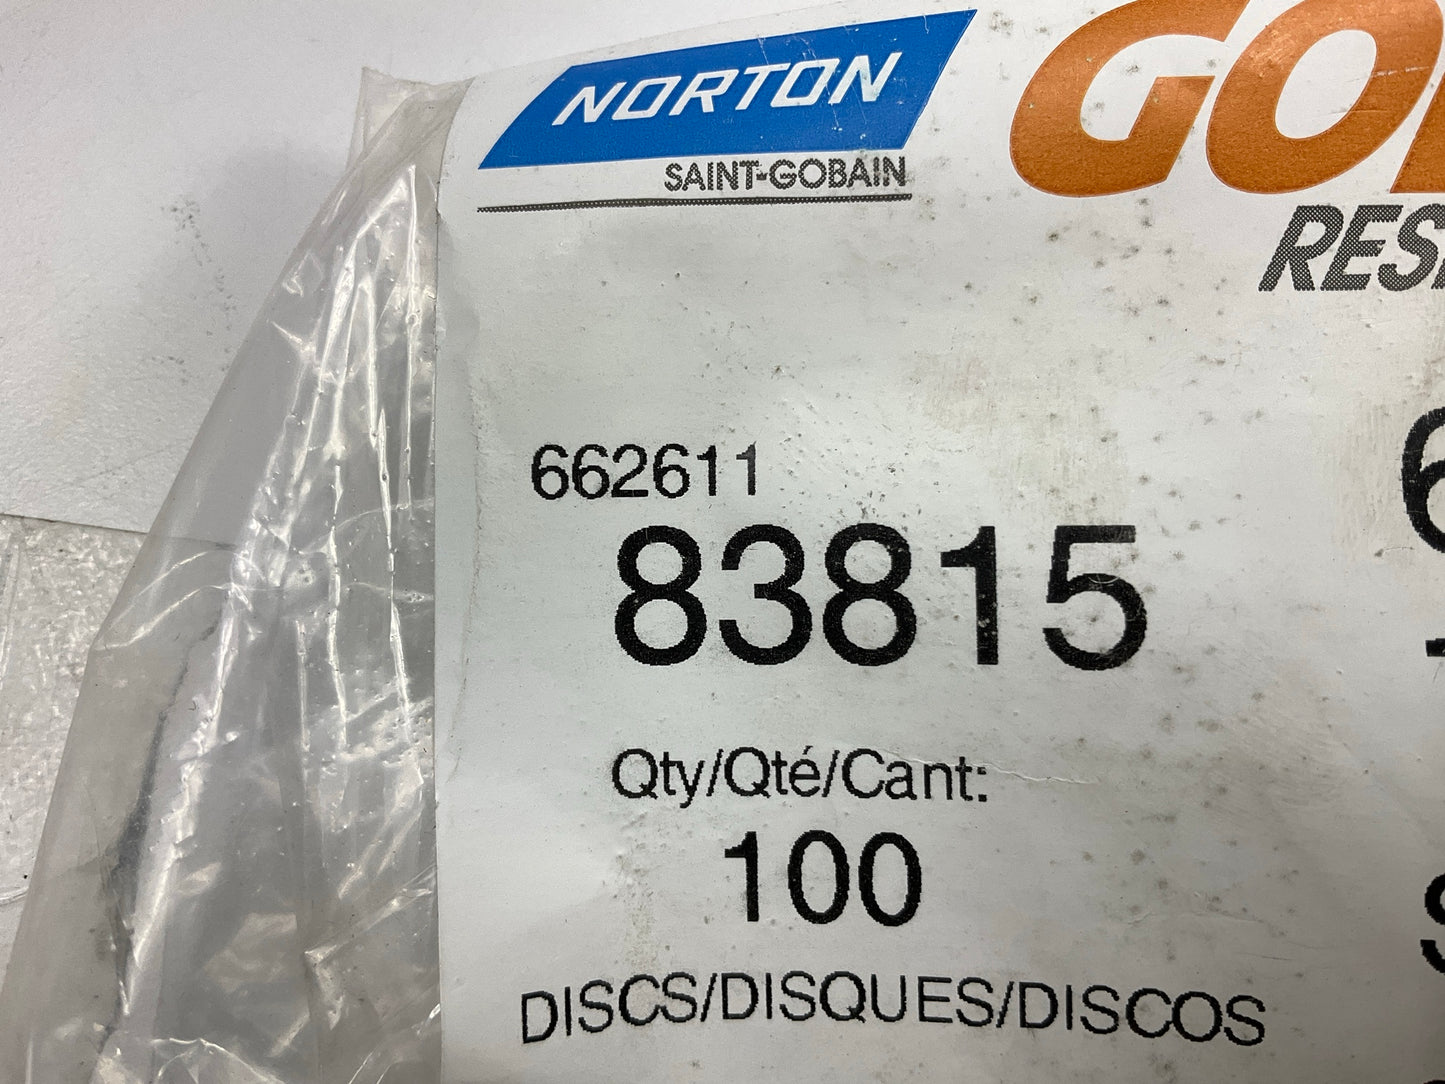 NORTON
SAINT-GOBAIN
662611
83815
Qty/Qté/Cant:
100
DISCS/DISQUES/DISCOS